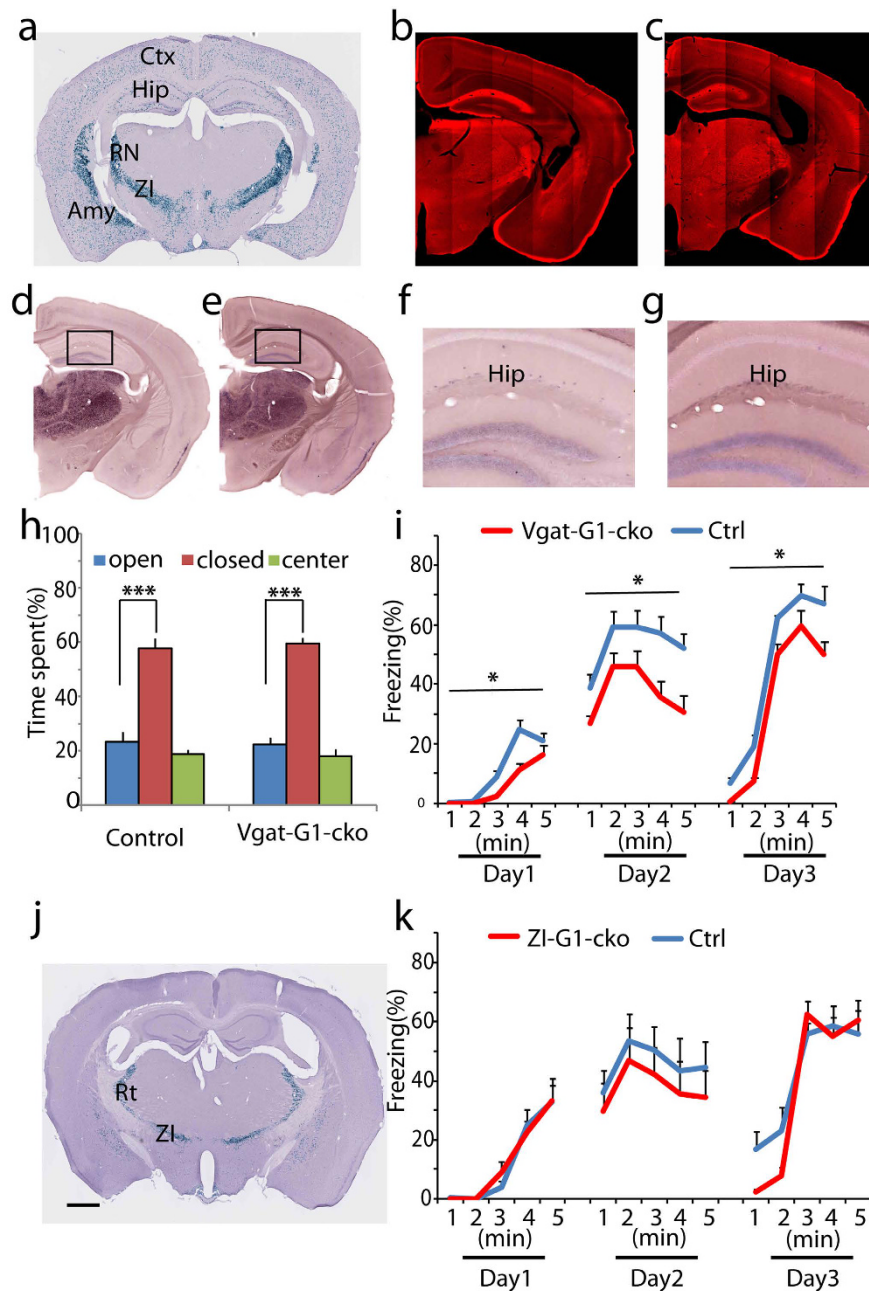 a
Ctx
Hip
RN
ZI
Amy
b
c
d
e
f
Hip
g
Hip
h
100
80
60
40
20
0
Time spent(%)
open closed center
*** ***
Control Vgat-G1-cko
i
Vgat-G1-cko Ctrl
80
60
40
20
0
Freezing(%)
* * *
1 2 3 4 5 1 2 3 4 5 1 2 3 4 5
(min) (min) (min)
Day1 Day2 Day3
j
Rt
ZI
k
ZI-G1-cko Ctrl
80
60
40
20
0
Freezing(%)
1 2 3 4 5 1 2 3 4 5 1 2 3 4 5
(min) (min) (min)
Day1 Day2 Day3